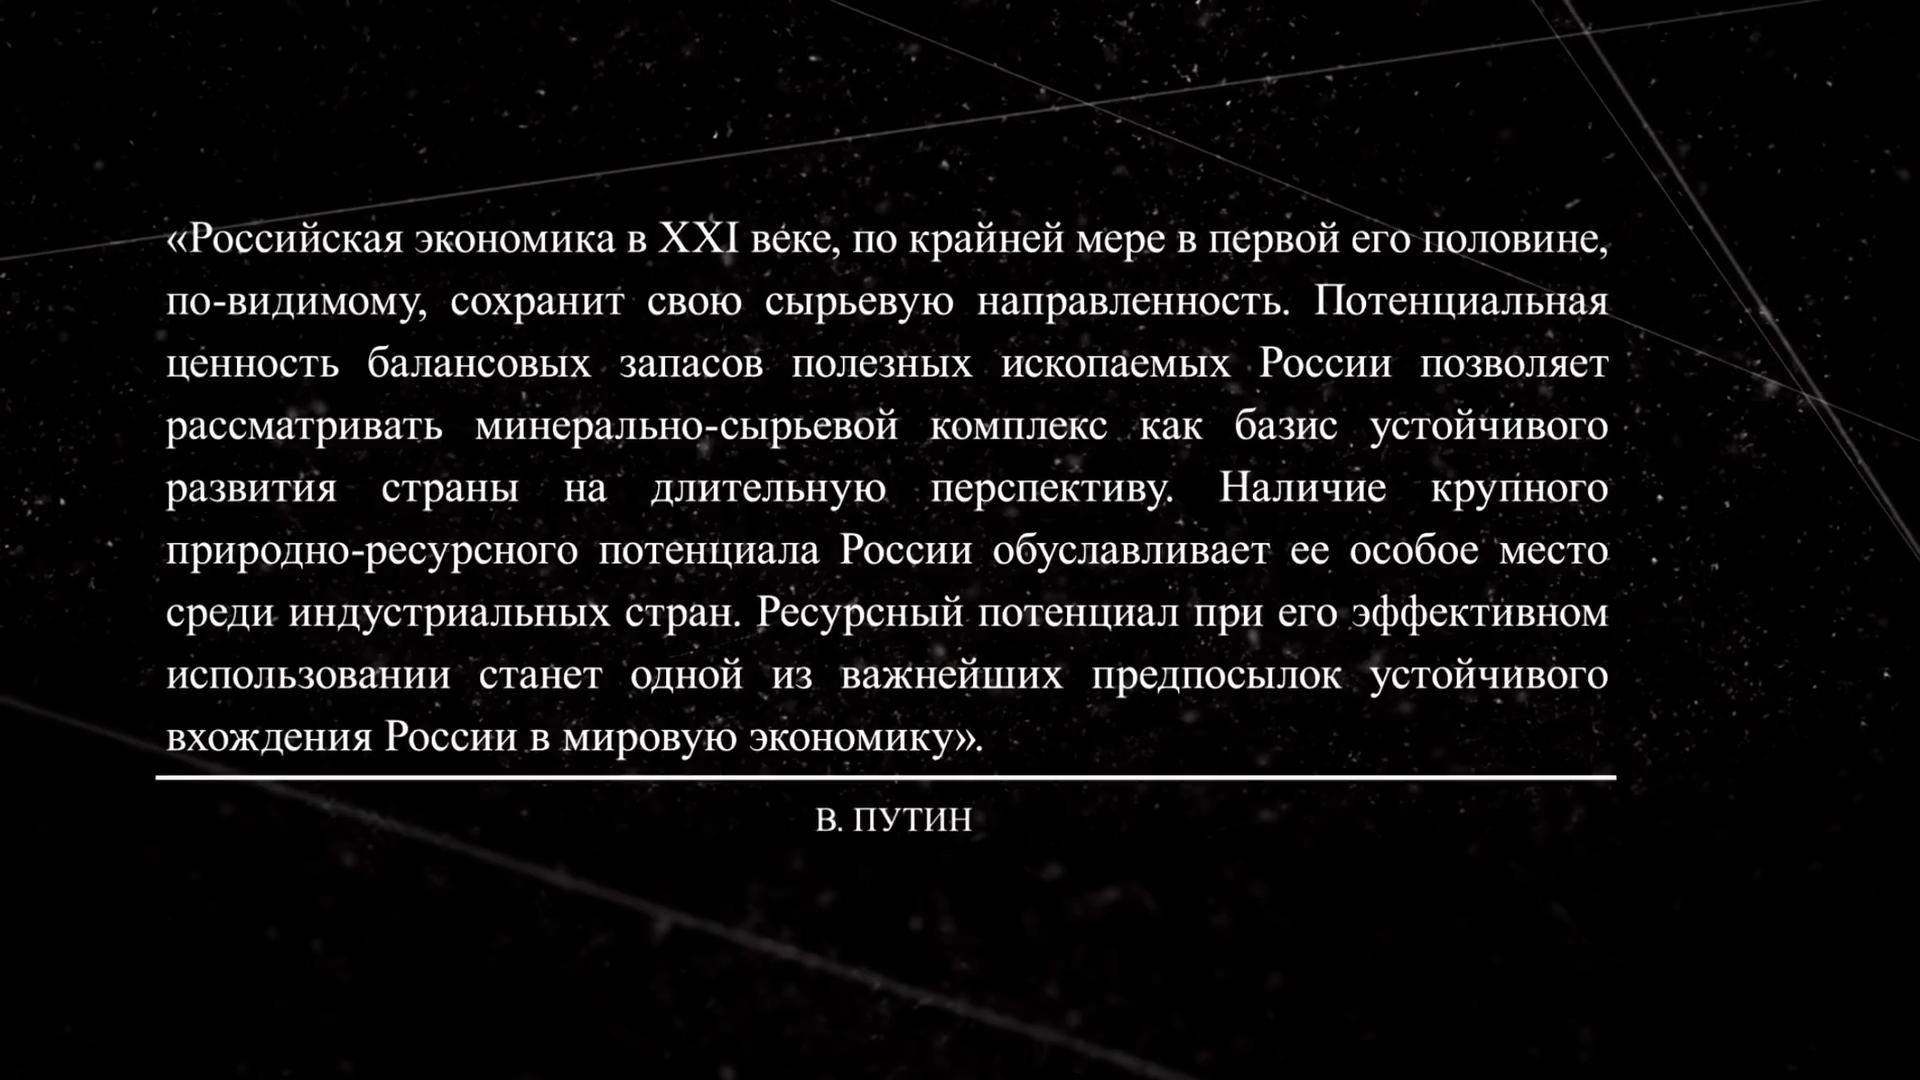 «Российская экономика в XXI веке, по крайней мере в первой его половине,
по-видимому, сохранит свою сырьевую направленность. Потенциальная
ценность балансовых запасов полезных ископаемых России позволяет
рассматривать минерально-сырьевой комплекс как базис устойчивого
развития страны на длительную перспективу. Наличие крупного
природно-ресурсного потенциала России обуславливает ее особое место
среди индустриальных стран. Ресурсный потенциал при его эффективном
использовании станет одной из важнейших предпосылок устойчивого
вхождения России в мировую экономику».
В. ПУТИН